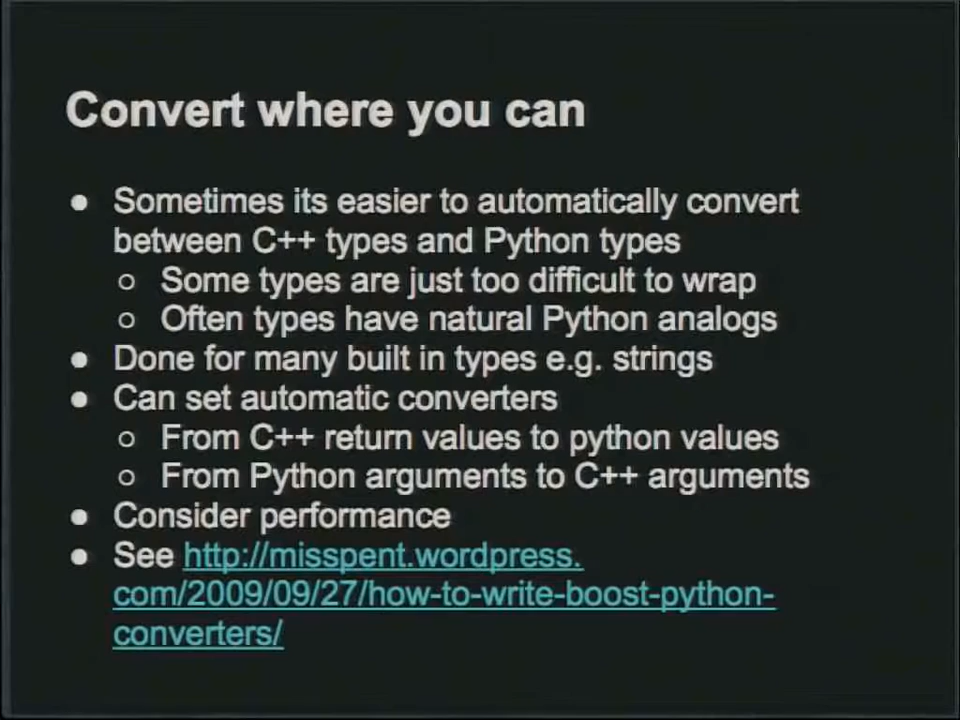 Convert where you can
● Sometimes its easier to automatically convert
between C++ types and Python types
○ Some types are just too difficult to wrap
○ Often types have natural Python analogs
● Done for many built in types e.g. strings
● Can set automatic converters
○ From C++ return values to python values
○ From Python arguments to C++ arguments
● Consider performance
● See http://misspent.wordpress.
com/2009/09/27/how-to-write-boost-python-
converters/